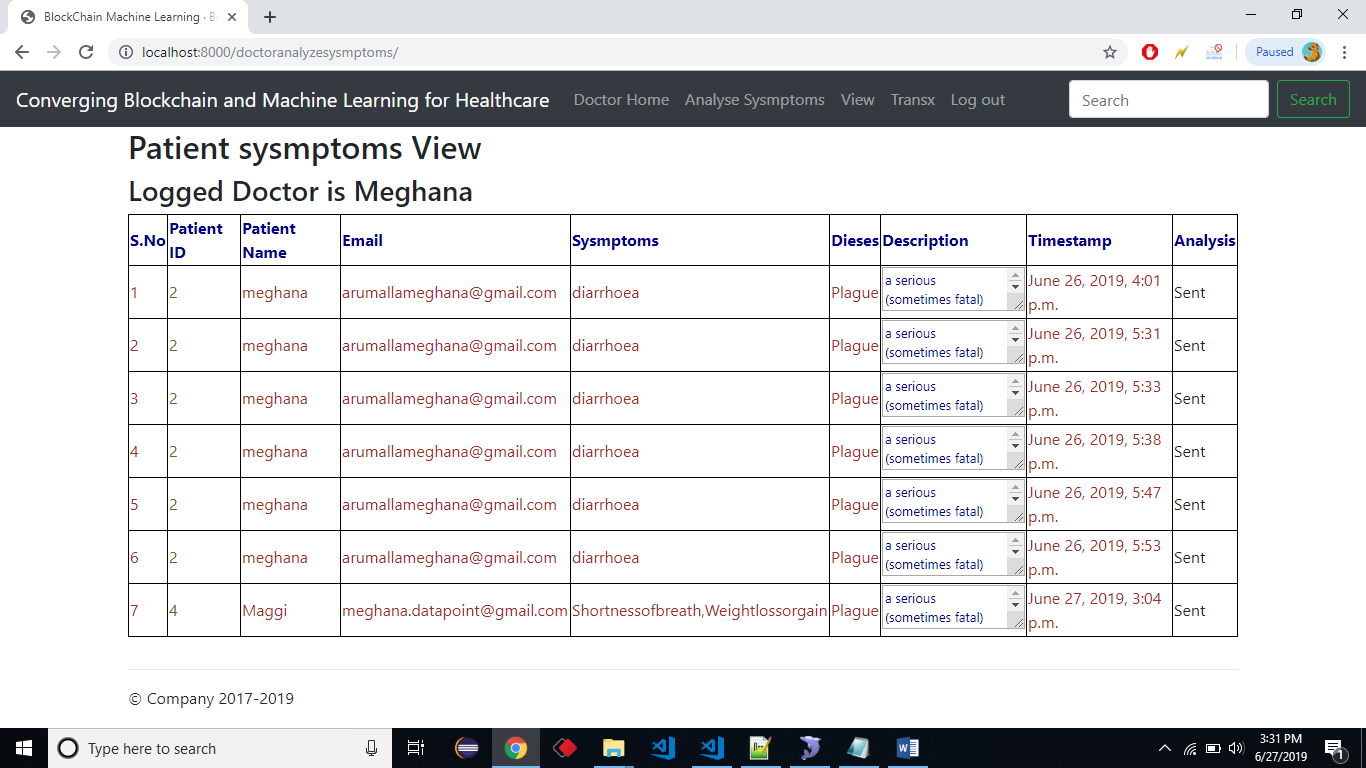 BlockChain Machine Learning · B
localhost:8000/doctoranalyzesysmptoms/
Paused
Converging Blockchain and Machine Learning for Healthcare Doctor Home Analyse Sysmptoms View Transx Log out Search Search
Patient sysmptoms View
Logged Doctor is Meghana
S.No Patient ID Patient Name Email Sysmptoms Dieses Description Timestamp Analysis
1 2 meghana arumallameghana@gmail.com diarrhoea Plague a serious (sometimes fatal) June 26, 2019, 4:01 p.m. Sent
2 2 meghana arumallameghana@gmail.com diarrhoea Plague a serious (sometimes fatal) June 26, 2019, 5:31 p.m. Sent
3 2 meghana arumallameghana@gmail.com diarrhoea Plague a serious (sometimes fatal) June 26, 2019, 5:33 p.m. Sent
4 2 meghana arumallameghana@gmail.com diarrhoea Plague a serious (sometimes fatal) June 26, 2019, 5:38 p.m. Sent
5 2 meghana arumallameghana@gmail.com diarrhoea Plague a serious (sometimes fatal) June 26, 2019, 5:47 p.m. Sent
6 2 meghana arumallameghana@gmail.com diarrhoea Plague a serious (sometimes fatal) June 26, 2019, 5:53 p.m. Sent
7 4 Maggi meghana.datapoint@gmail.com Shortnessofbreath,Weightlossorgain Plague a serious (sometimes fatal) June 27, 2019, 3:04 p.m. Sent
© Company 2017-2019
Type here to search
3:31 PM
6/27/2019
1